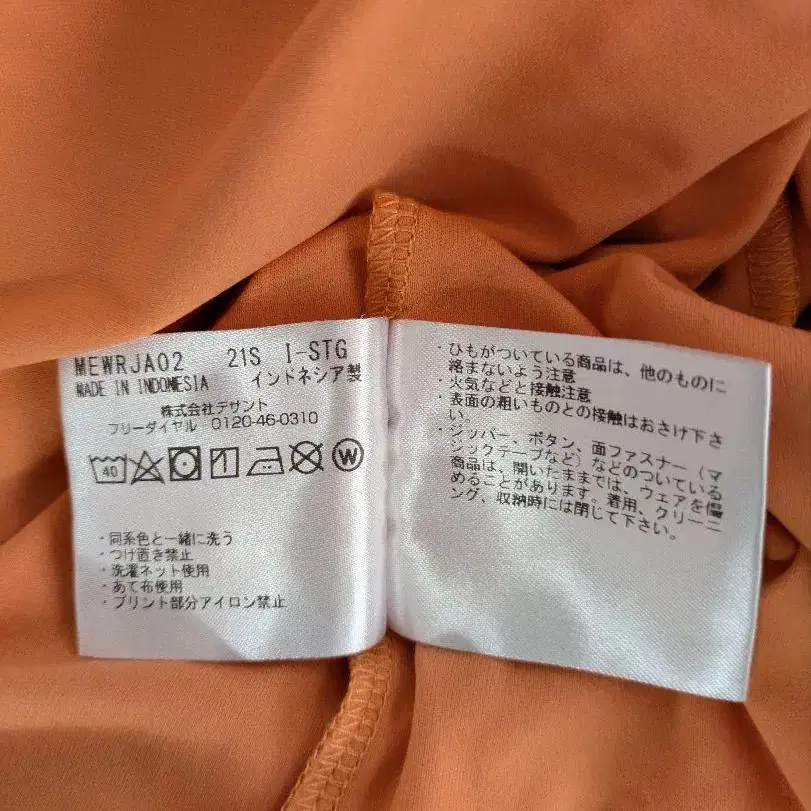 MEWRJA02 21S I-STG
MADE IN INDONESIA インドネシア製
株式会社デサント
フリーダイヤル 0120-46-0310
40 W
・同系色と一緒に洗う
・つけ置き禁止
・洗濯ネット使用
・あて布使用
・プリント部分アイロン禁止
・ひもがついている商品は、他のものに
絡まないよう注意
・火気などと接触注意
・表面の粗いものとの接触はおさけ下さ
い。
・ジッパー、ボタン、面ファスナー（マ
ジックテープなど）などのついている
商品は、開いたままでは、ウェアを傷
めることがあります。着用、クリーニ
ング、収納時には閉じて下さい。